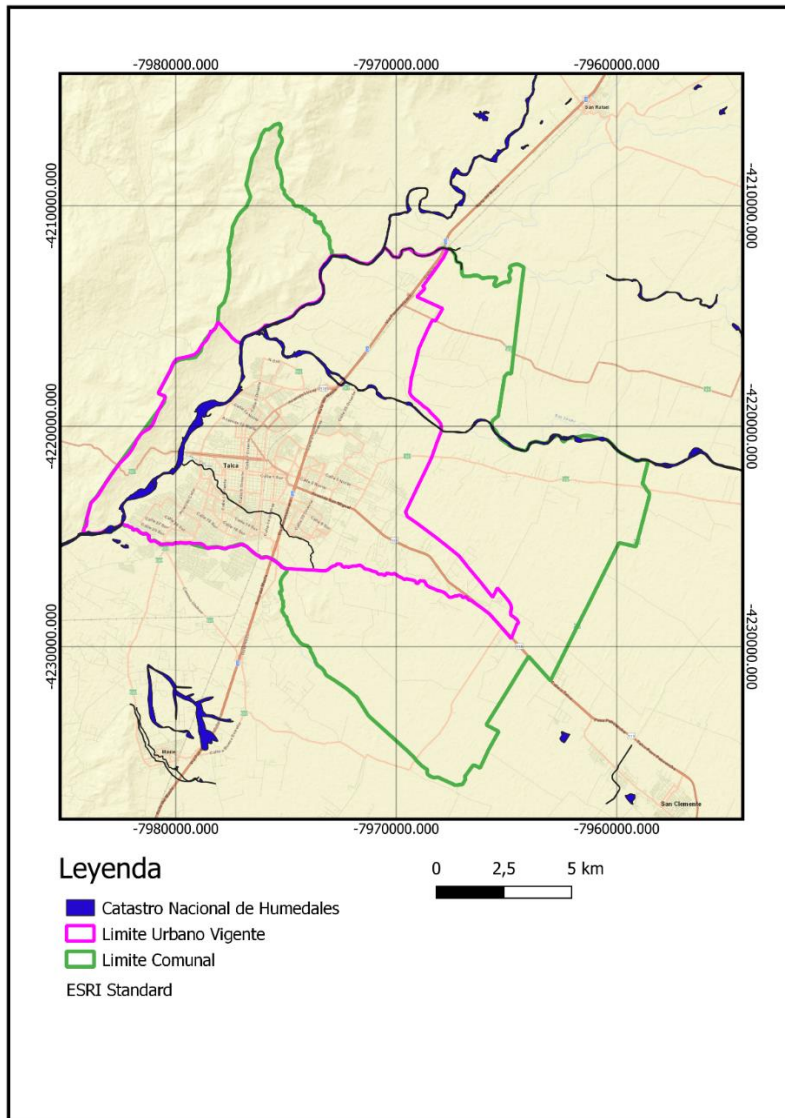 -7980000.000 -7970000.000 -7960000.000
San Rafael
-4210000.000 -4210000.000
-4220000.000 -4220000.000
Talca
-4230000.000 -4230000.000
Maule
San Clemente
-7980000.000 -7970000.000 -7960000.000
Leyenda
0 2,5 5 km
Catastro Nacional de Humedales
Limite Urbano Vigente
Limite Comunal
ESRI Standard